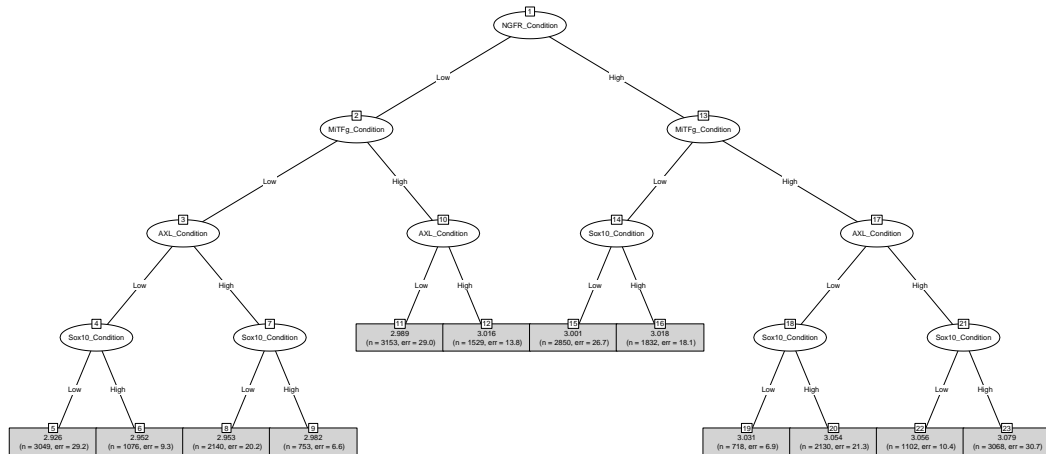 1
NGFR_Condition
Low
High
2
MiTFg_Condition
13
MiTFg_Condition
Low
High
Low
High
3
AXL_Condition
10
AXL_Condition
14
Sox10_Condition
17
AXL_Condition
Low
High
Low
High
Low
High
Low
High
4
Sox10_Condition
7
Sox10_Condition
11
2.989
(n = 3153, err = 29.0)
12
3.016
(n = 1529, err = 13.8)
15
3.001
(n = 2850, err = 26.7)
16
3.018
(n = 1832, err = 18.1)
18
Sox10_Condition
21
Sox10_Condition
Low
High
Low
High
Low
High
Low
High
5
2.926
(n = 3049, err = 29.2)
6
2.952
(n = 1076, err = 9.3)
8
2.953
(n = 2140, err = 20.2)
9
2.982
(n = 753, err = 6.6)
19
3.031
(n = 718, err = 6.9)
20
3.054
(n = 2130, err = 21.3)
22
3.056
(n = 1102, err = 10.4)
23
3.079
(n = 3068, err = 30.7)